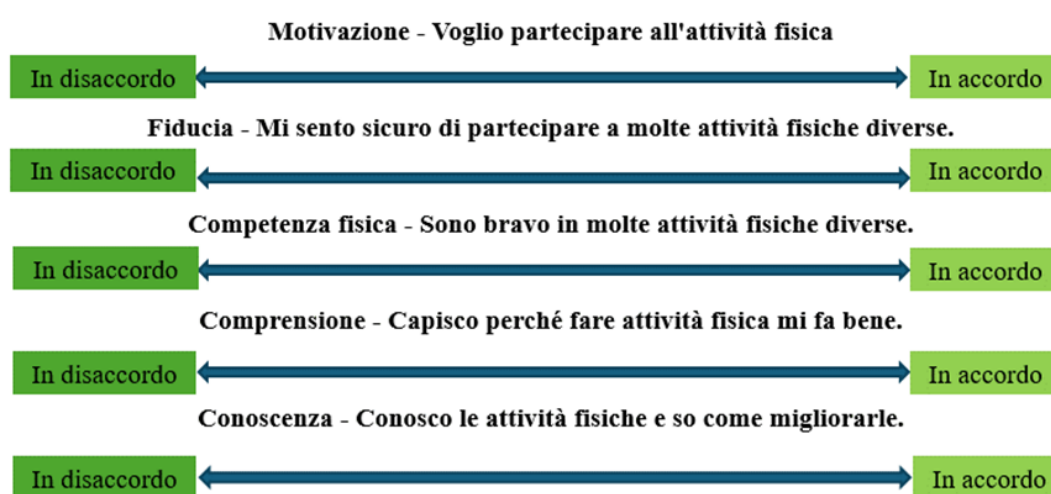 Motivazione - Voglio partecipare all'attività fisica
In disaccordo In accordo
Fiducia - Mi sento sicuro di partecipare a molte attività fisiche diverse.
In disaccordo In accordo
Competenza fisica - Sono bravo in molte attività fisiche diverse.
In disaccordo In accordo
Comprensione - Capisco perché fare attività fisica mi fa bene.
In disaccordo In accordo
Conoscenza - Conosco le attività fisiche e so come migliorarle.
In disaccordo In accordo